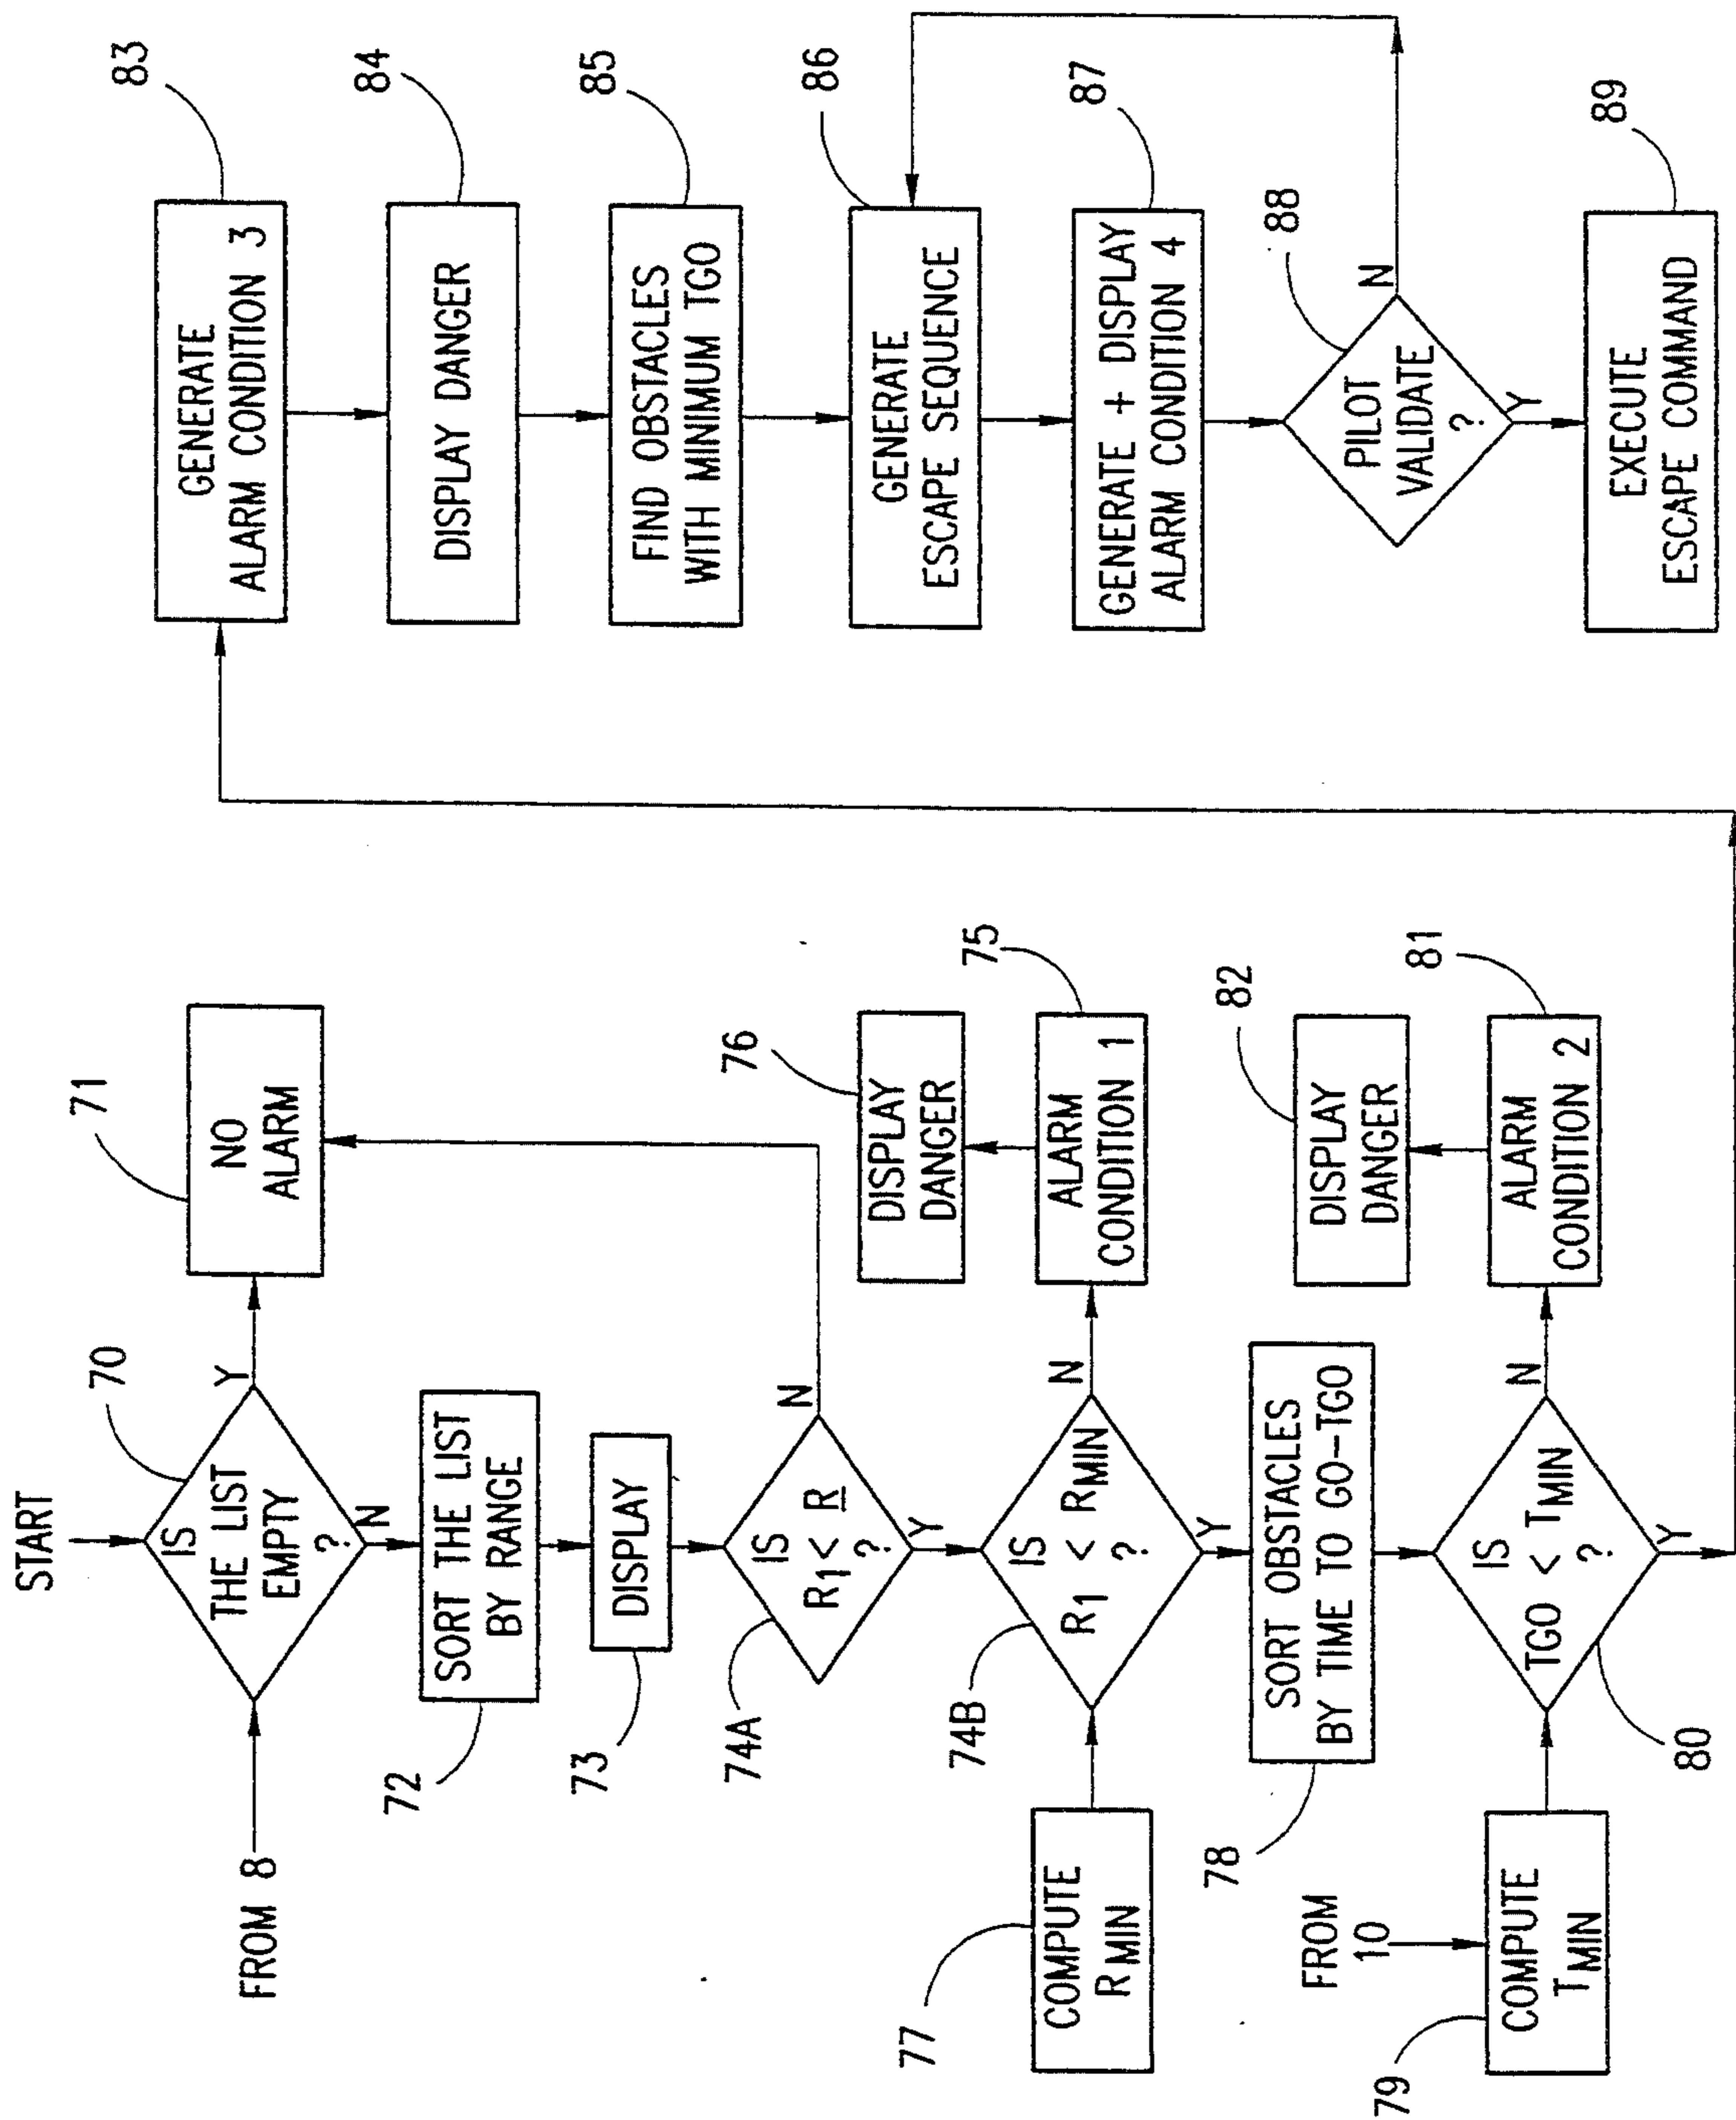 START
FROM 8
IS
THE LIST
EMPTY
?
70
Y
N
NO
ALARM
71
SORT THE LIST
BY RANGE
72
DISPLAY
73
IS
R1< R
?
74A
N
Y
COMPUTE
RMIN
77
IS
R1 < RMIN
?
74B
N
Y
ALARM
CONDITION 1
75
DISPLAY
DANGER
76
SORT OBSTACLES
BY TIME TO GO-TGO
78
FROM
10
COMPUTE
TMIN
79
IS
TGO < TMIN
?
80
N
Y
ALARM
CONDITION 2
81
DISPLAY
DANGER
82
GENERATE
ALARM CONDITION 3
83
DISPLAY DANGER
84
FIND OBSTACLES
WITH MINIMUM TGO
85
GENERATE
ESCAPE SEQUENCE
86
GENERATE + DISPLAY
ALARM CONDITION 4
87
PILOT
VALIDATE
?
88
N
Y
EXECUTE
ESCAPE COMMAND
89